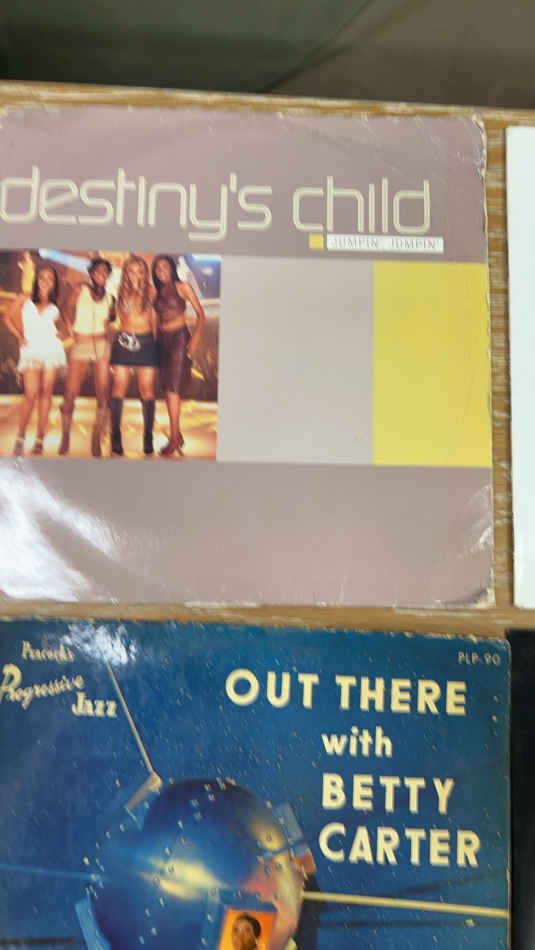 destiny's child
JUMPIN', JUMPIN'
Peacock's
Progressive
Jazz
PLP-90
OUT THERE
with
BETTY
CARTER